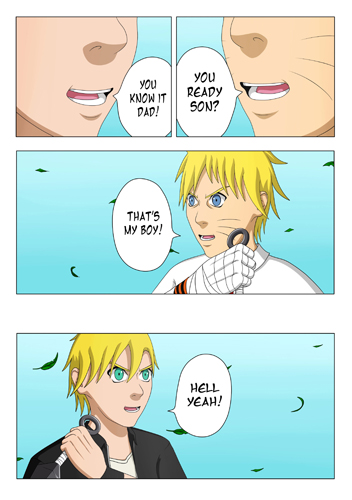 YOU
READY
SON?
YOU
KNOW IT
DAD!
THAT'S
MY BOY!
HELL
YEAH!